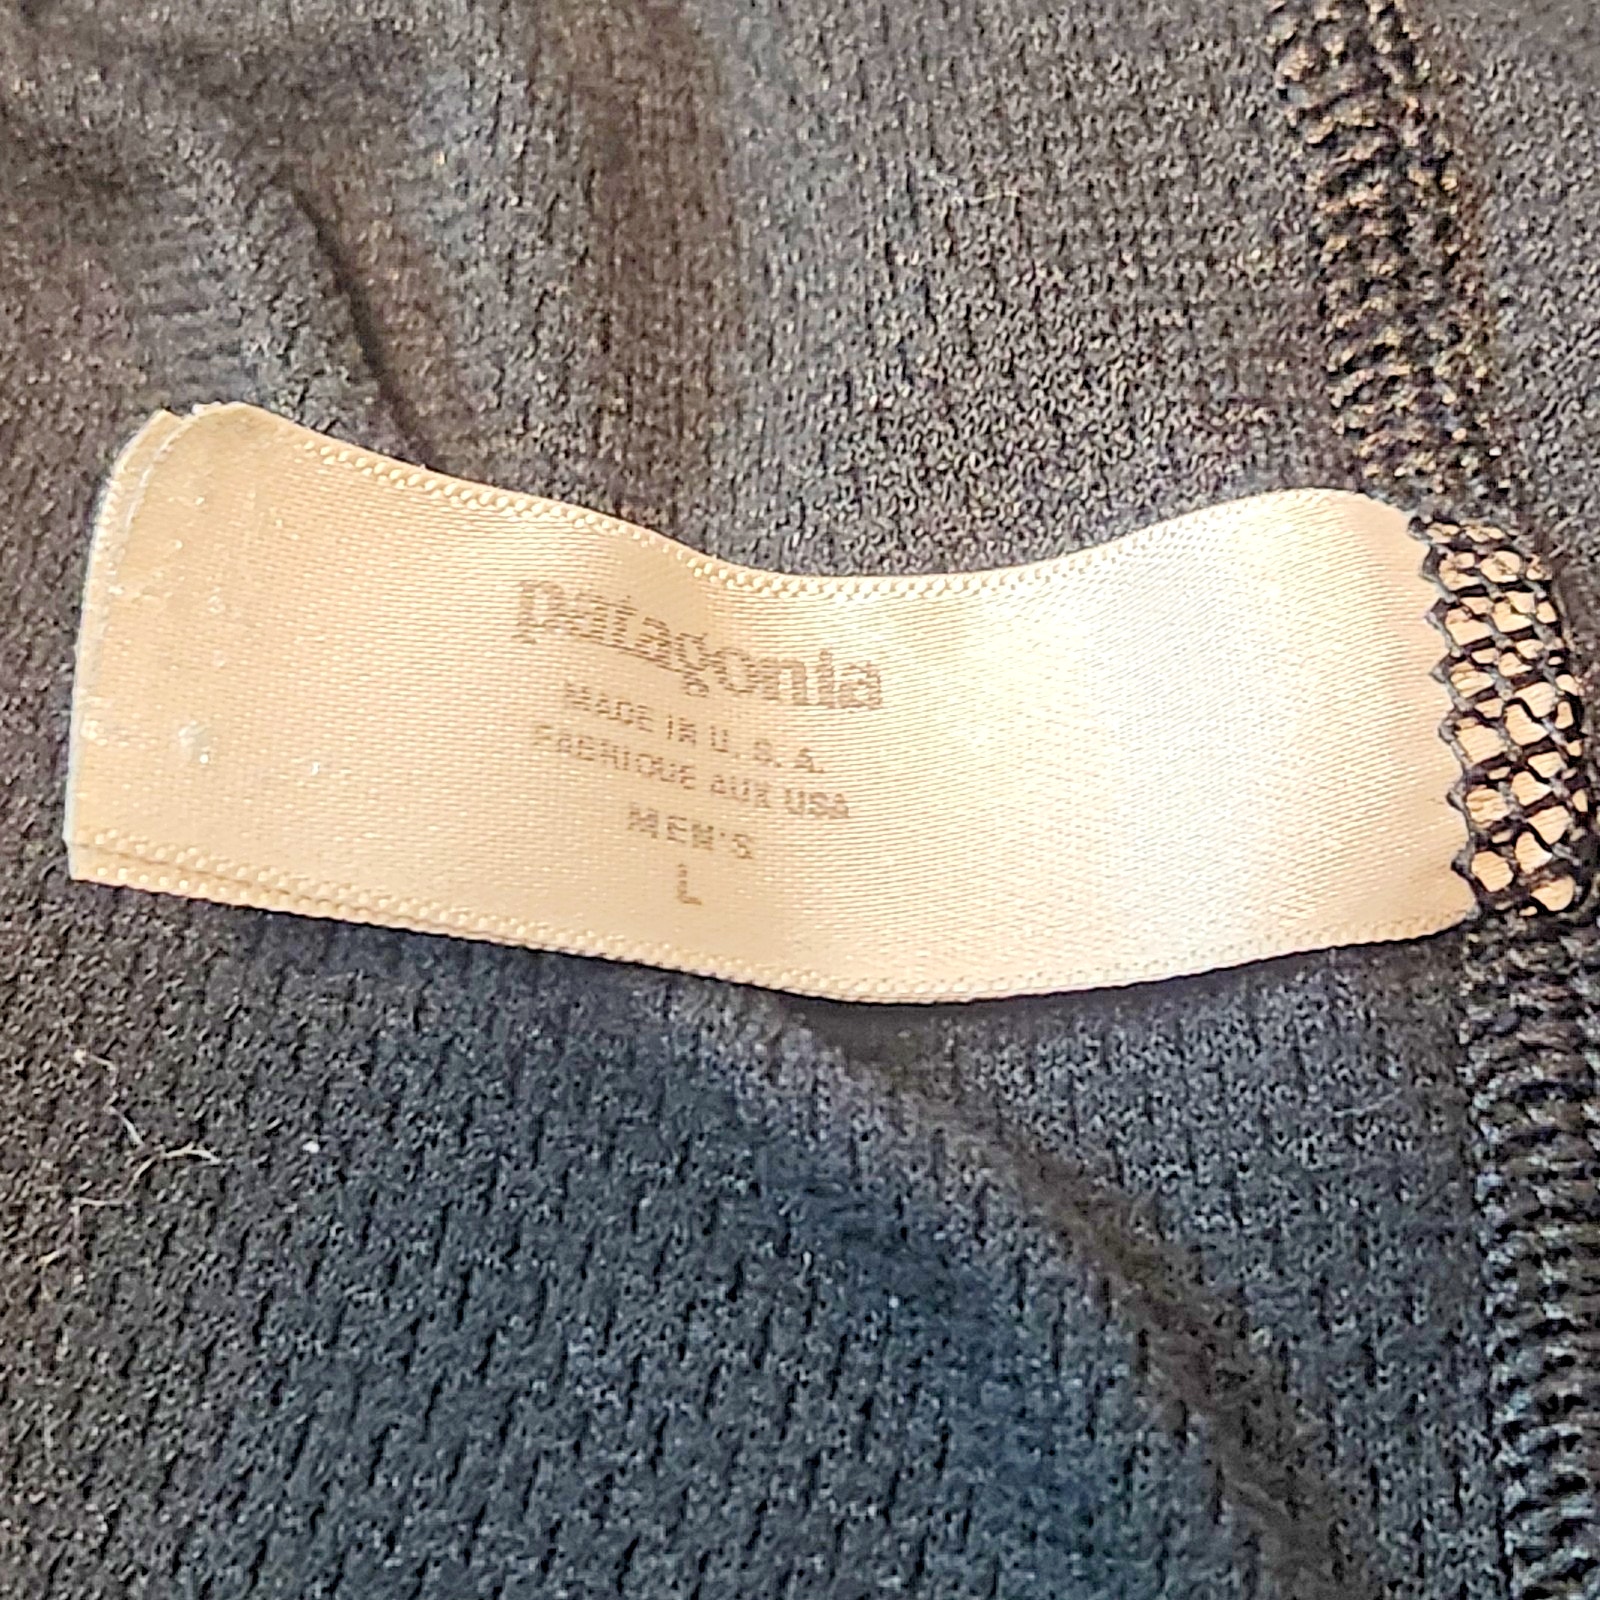 patagonia
MADE IN U.S.A.
FABRIQUE AUX USA
MEN'S
L